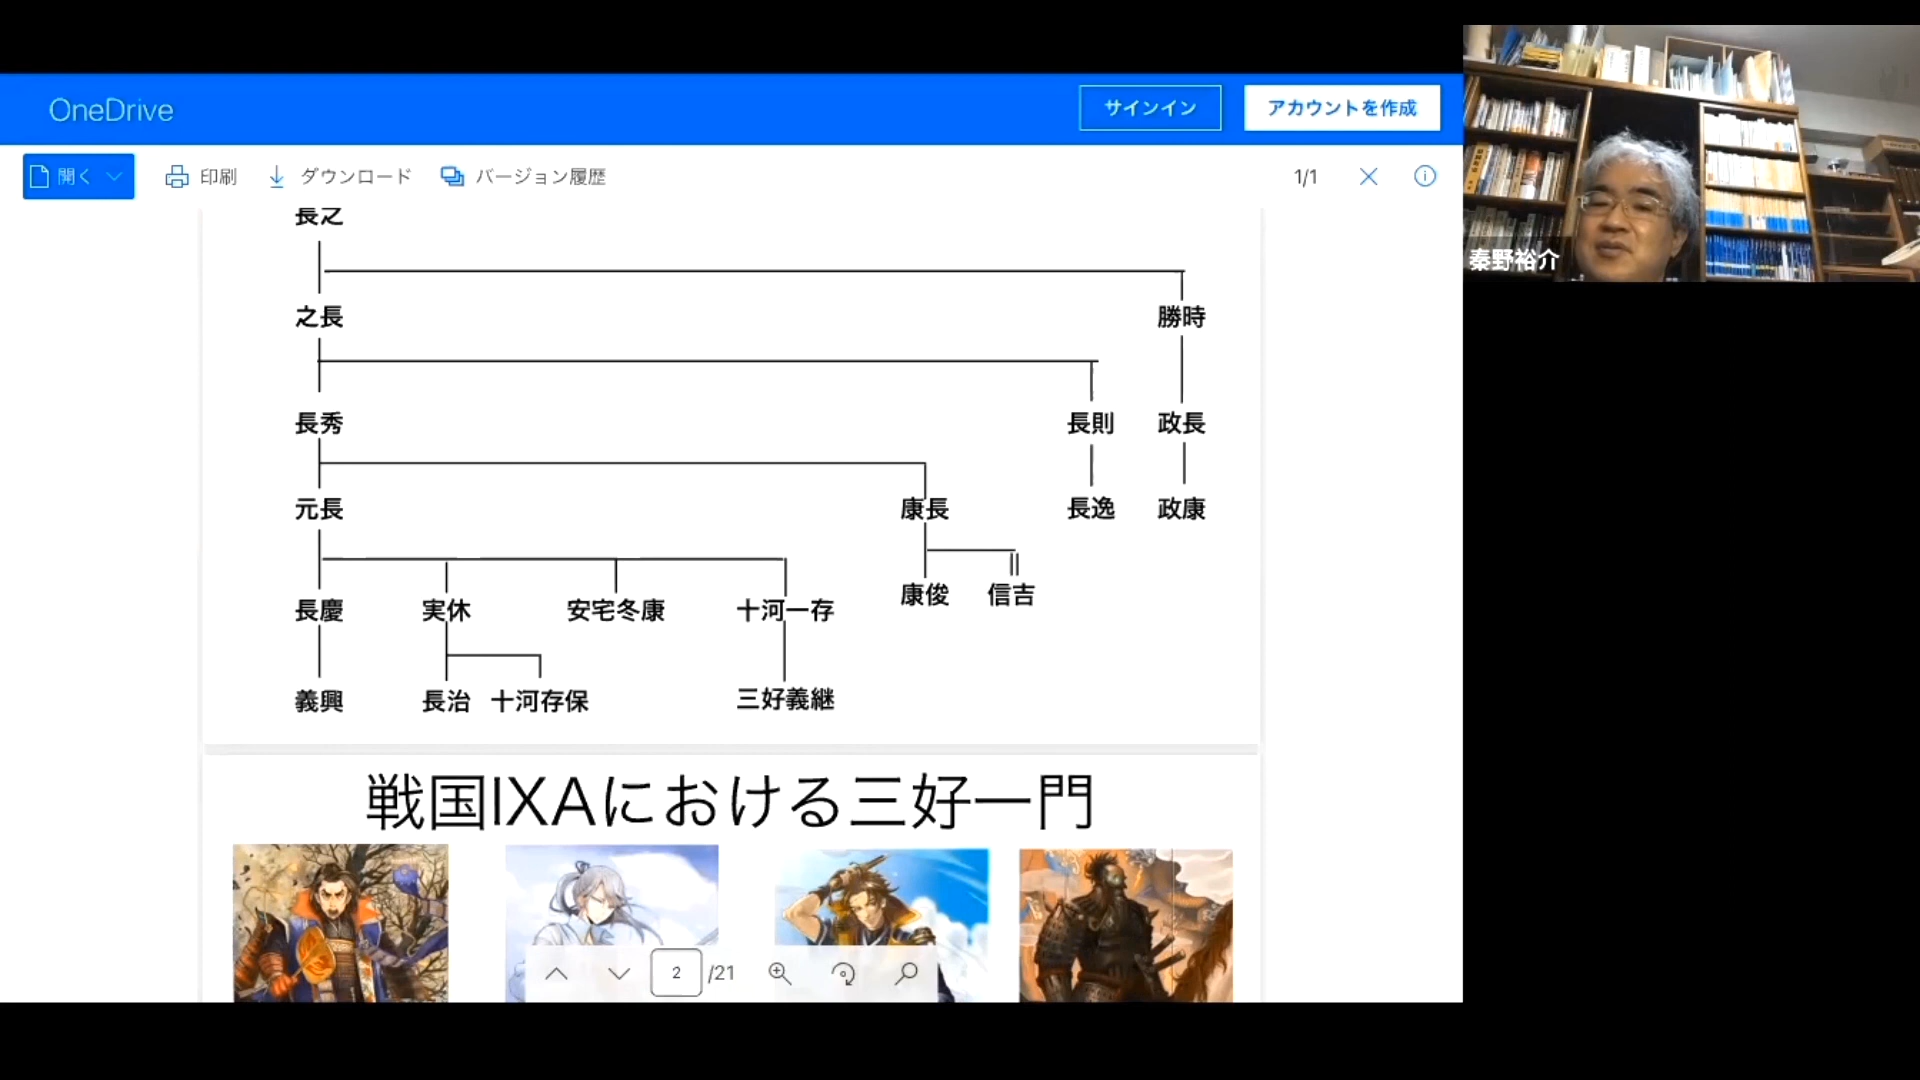 OneDrive
サインイン
アカウントを作成
開く
印刷
ダウンロード
バージョン履歴
1/1
長之
之長
勝時
長秀
長則
政長
元長
康長
長逸
政康
長慶
実休
安宅冬康
十河一存
康俊
信吉
義興
長治
十河存保
三好義継
戦国IXAにおける三好一門
2
/21
秦野裕介